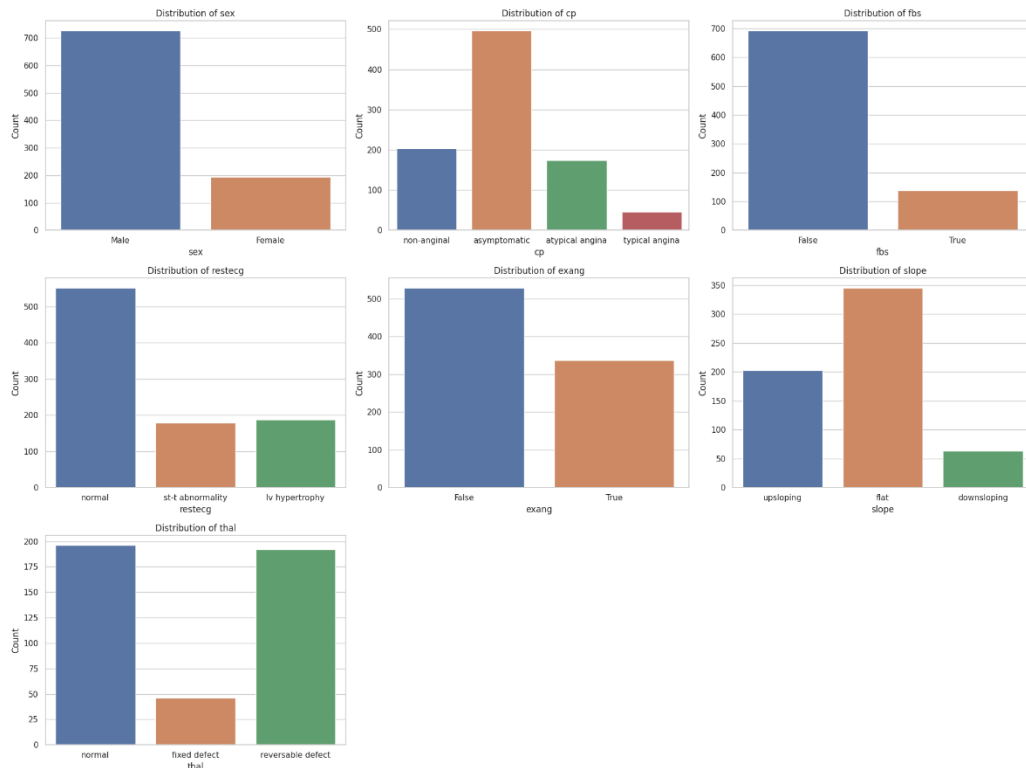 Distribution of sex
700
600
500
400
300
200
100
0
Count
Male Female
sex
Distribution of cp
500
400
300
200
100
0
Count
non-anginal asymptomatic atypical angina typical angina
cp
Distribution of fbs
700
600
500
400
300
200
100
0
Count
False True
fbs
Distribution of restecg
500
400
300
200
100
0
Count
normal st-t abnormality lv hypertrophy
restecg
Distribution of exang
500
400
300
200
100
0
Count
False True
exang
Distribution of slope
350
300
250
200
150
100
50
0
Count
upsloping flat downsloping
slope
Distribution of thal
200
175
150
125
100
75
50
25
0
Count
normal fixed defect reversable defect
thal